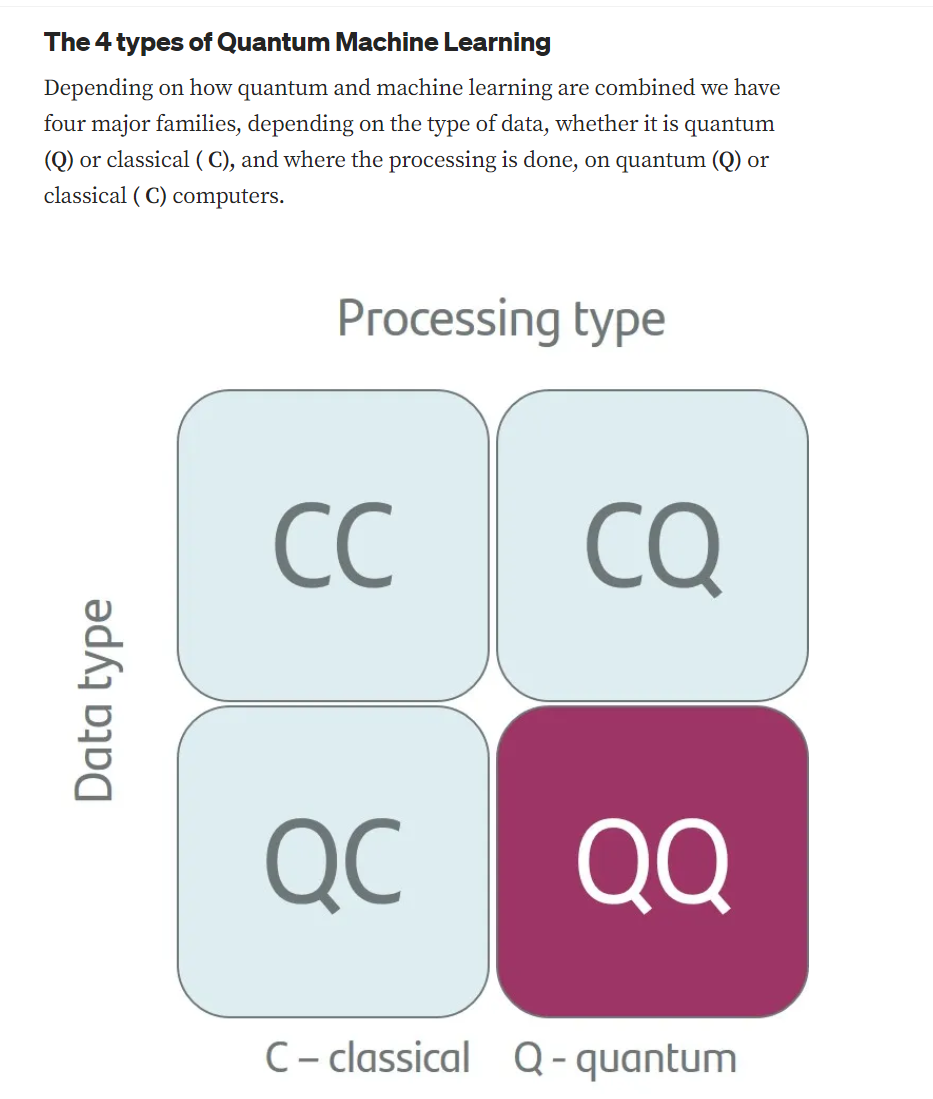 The 4 types of Quantum Machine Learning
Depending on how quantum and machine learning are combined we have
four major families, depending on the type of data, whether it is quantum
(Q) or classical ( C), and where the processing is done, on quantum (Q) or
classical ( C) computers.
Processing type
Data type
CC
CQ
QC
QQ
C – classical
Q - quantum